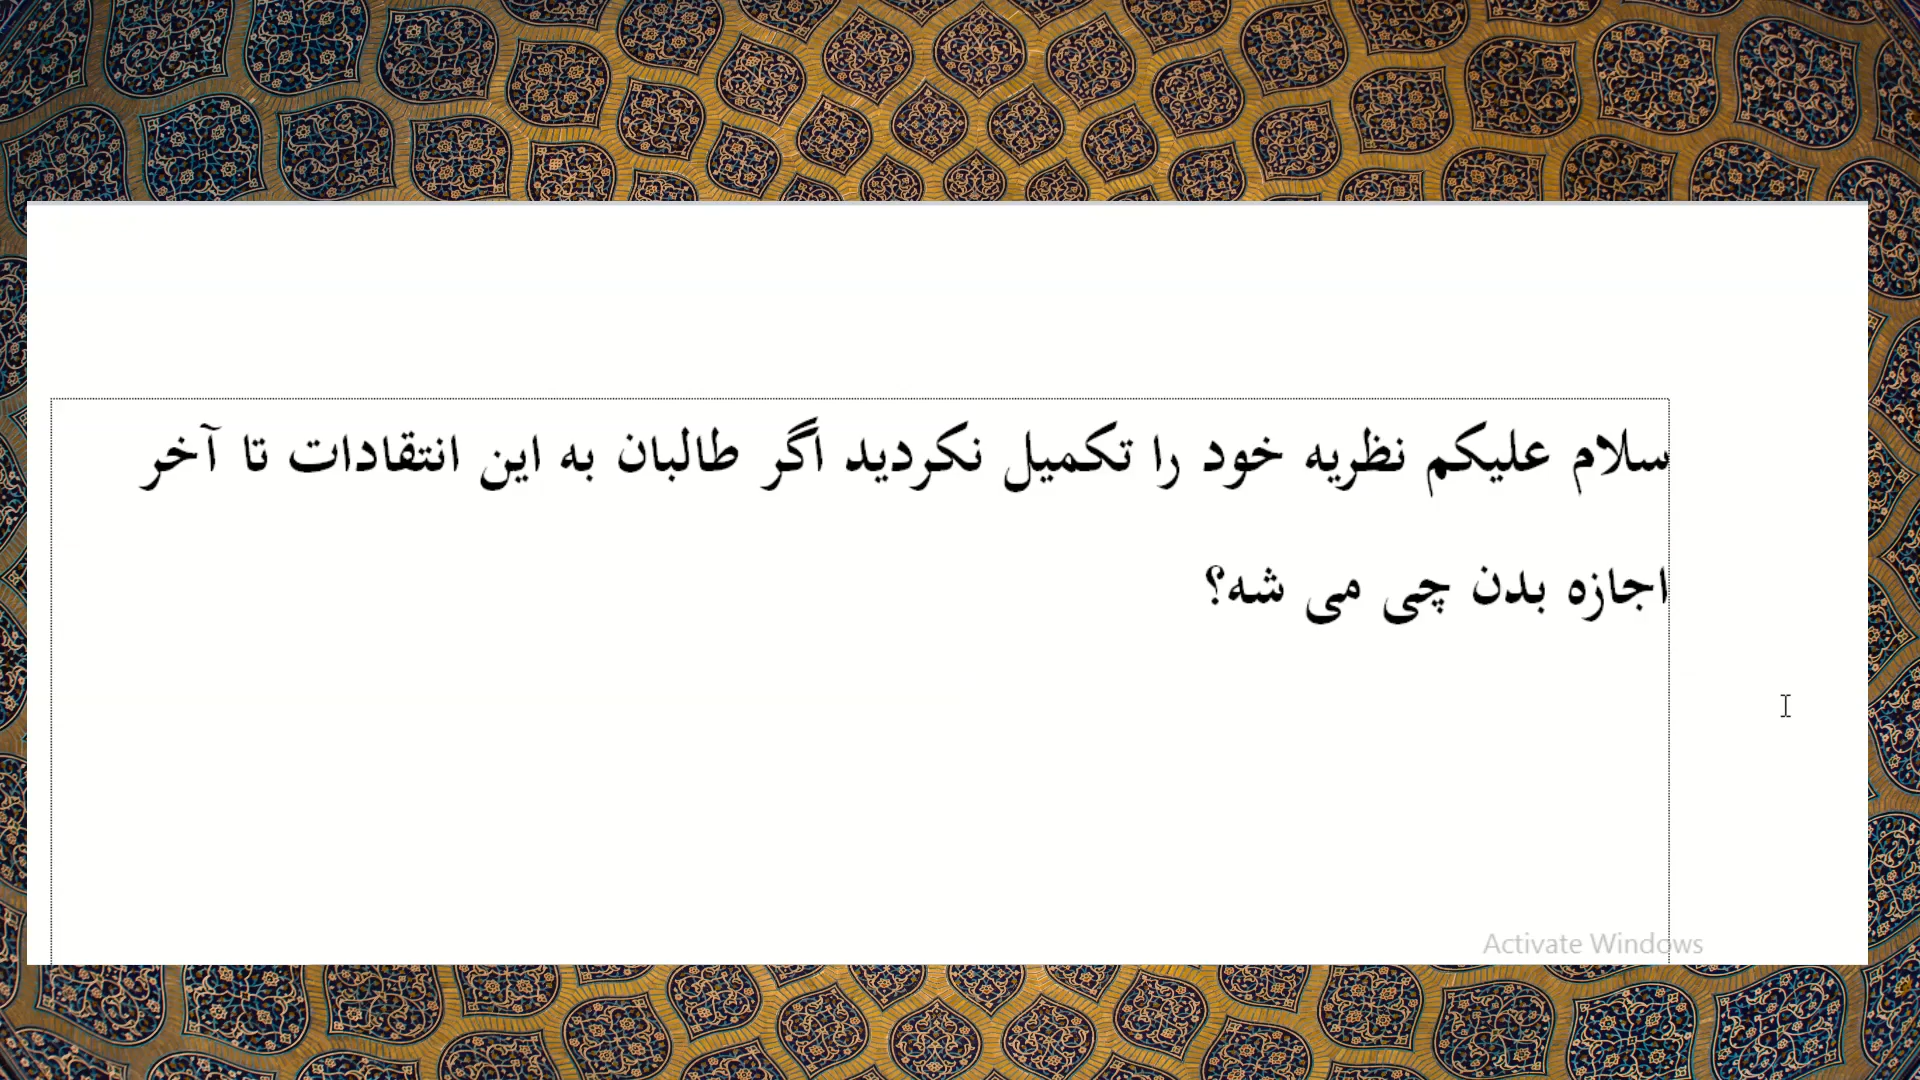 سلام علیکم نظریه خود را تکمیل نکردید اگر طالبان به این انتقادات تا آخر
اجازه بدن چی می شه؟
Activate Windows